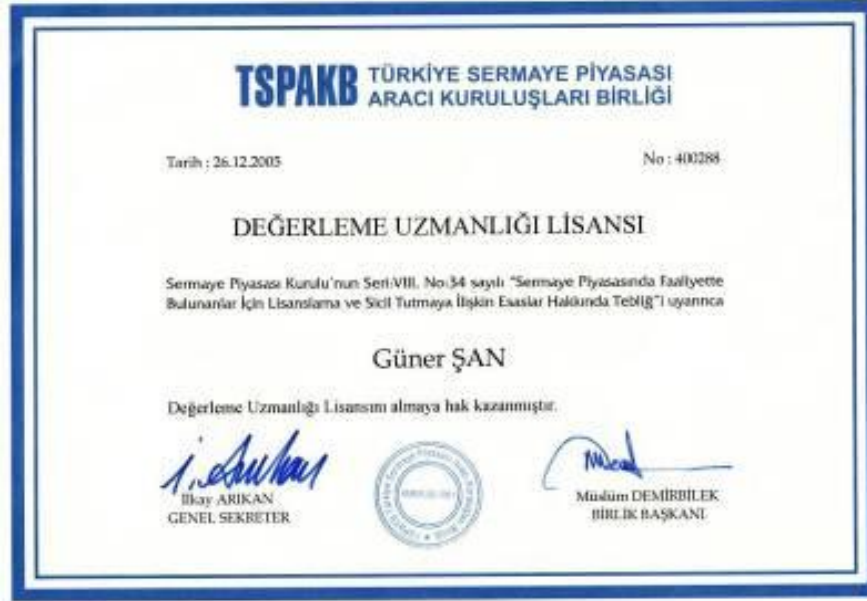 TSPAKB TÜRKİYE SERMAYE PİYASASI
ARACI KURULUŞLARI BİRLİĞİ
Tarih : 26.12.2005
No : 400288
DEĞERLEME UZMANLIĞI LİSANSI
Sermaye Piyasası Kurulu'nun Seri:VIII, No:34 sayılı "Sermaye Piyasasında Faaliyette
Bulunanlar İçin Lisanslama ve Sicil Tutmaya İlişkin Esaslar Hakkında Tebliğ"i uyarınca
Güner ŞAN
Değerleme Uzmanlığı Lisansını almaya hak kazanmıştır.
İlkay ARIKAN
GENEL SEKRETER
Müslüm DEMİRBİLEK
BİRLİK BAŞKANI